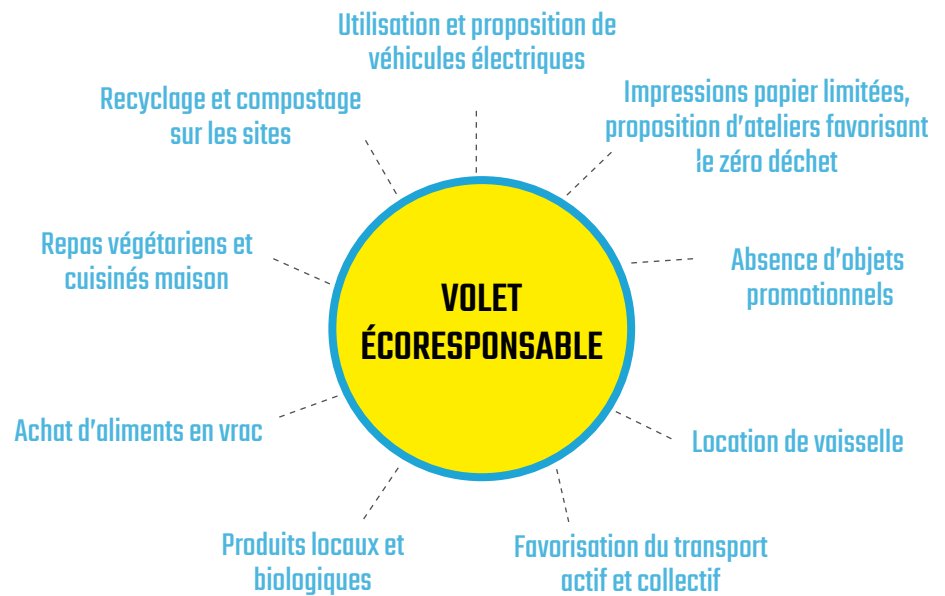 Utilisation et proposition de
véhicules électriques
Impressions papier limitées,
proposition d'ateliers favorisant
le zéro déchet
Recyclage et compostage
sur les sites
Repas végétariens et
cuisinés maison
Absence d'objets
promotionnels
VOLET
ÉCORESPONSABLE
Achat d'aliments en vrac
Location de vaisselle
Produits locaux et
biologiques
Favorisation du transport
actif et collectif